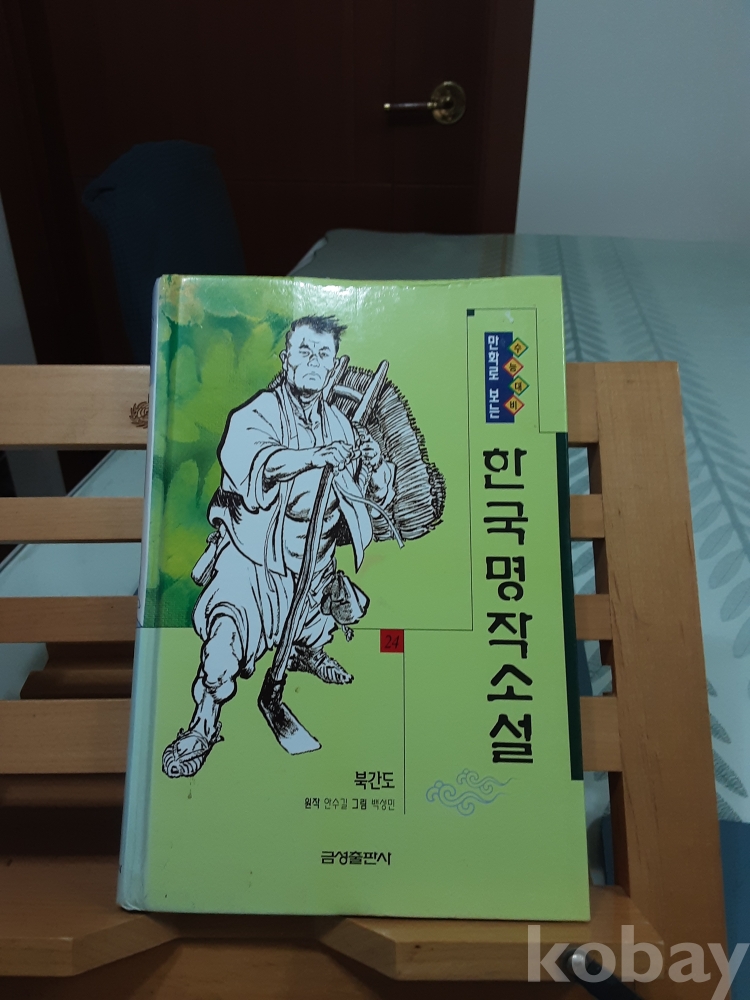 수능대비
만화로 보는
한국명작소설
24
북간도
원작 안수길 그림 백성민
금성출판사
kobay